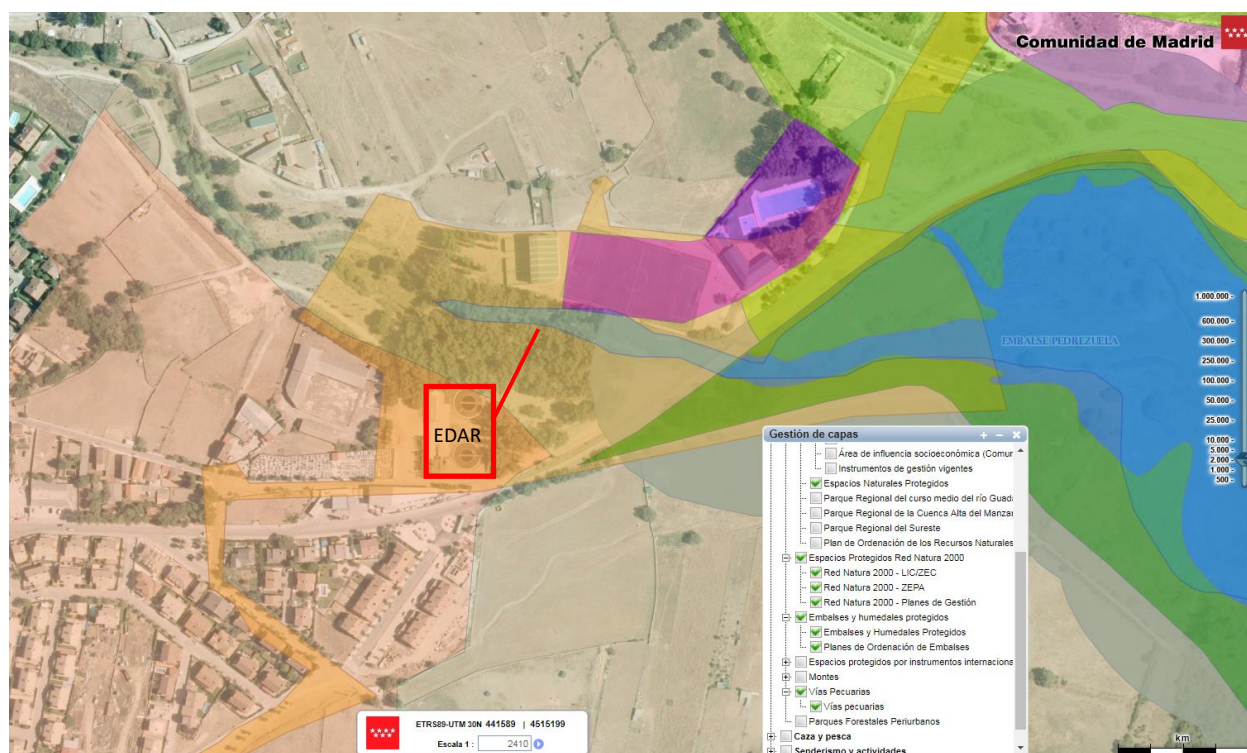 Comunidad de Madrid
1.000.000
600.000
300.000
250.000
100.000
50.000
25.000
10.000
5.000
2.000
1.000
500
EMBALSE PEDREZUELA
EDAR
Gestión de capas
Área de influencia socioeconómica (Comur
Instrumentos de gestión vigentes
Espacios Naturales Protegidos
Parque Regional del curso medio del río Guada
Parque Regional de la Cuenca Alta del Manzar
Parque Regional del Sureste
Plan de Ordenación de los Recursos Naturales
Espacios Protegidos Red Natura 2000
Red Natura 2000 - LIC/ZEC
Red Natura 2000 - ZEPA
Red Natura 2000 - Planes de Gestión
Embalses y humedales protegidos
Embalses y Humedales Protegidos
Planes de Ordenación de Embalses
Espacios protegidos por instrumentos internaciona
Montes
Vías Pecuarias
Vías pecuarias
Parques Forestales Periurbanos
Caza y pesca
Senderismo y actividades
ETRS89-UTM 30N 441589 | 4515199
Escala 1 : 2410
km